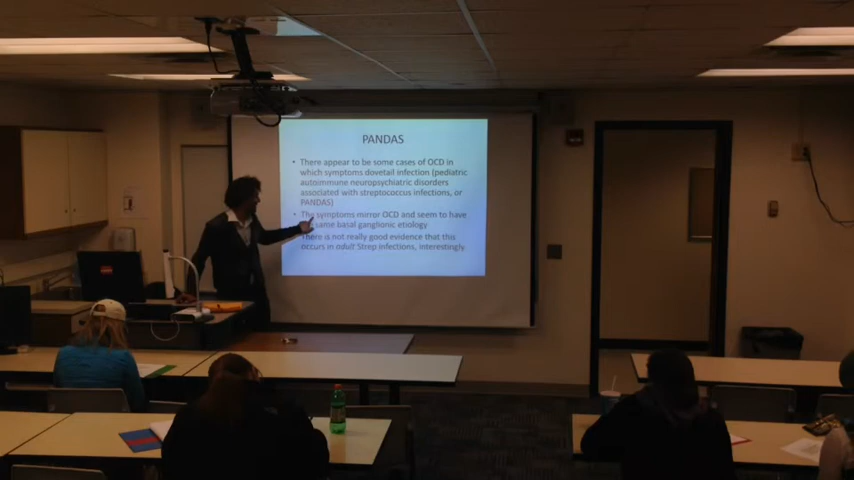 PANDAS
• There appear to be some cases of OCD in
which symptoms dovetail infection (pediatric
autoimmune neuropsychiatric disorders
associated with streptococcus infections, or
PANDAS)
• The symptoms mirror OCD and seem to have
same basal ganglionic etiology
There is not really good evidence that this
occurs in adult Strep infections, interestingly.